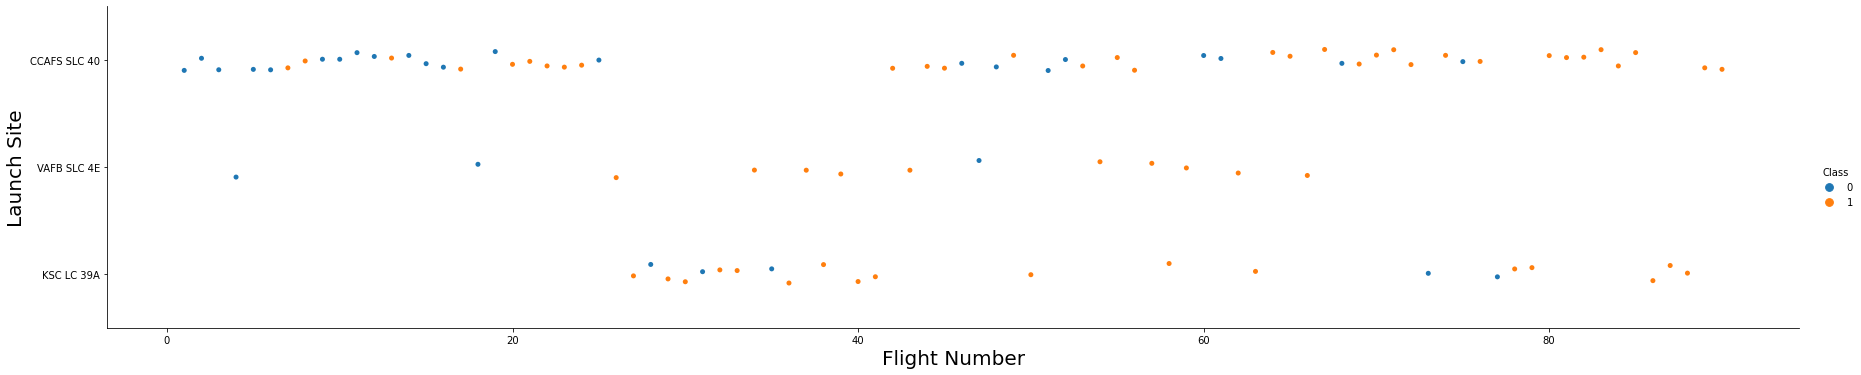 Launch Site
CCAFS SLC 40
VAFB SLC 4E
KSC LC 39A
0
20
40
60
80
Flight Number
Class
0
1